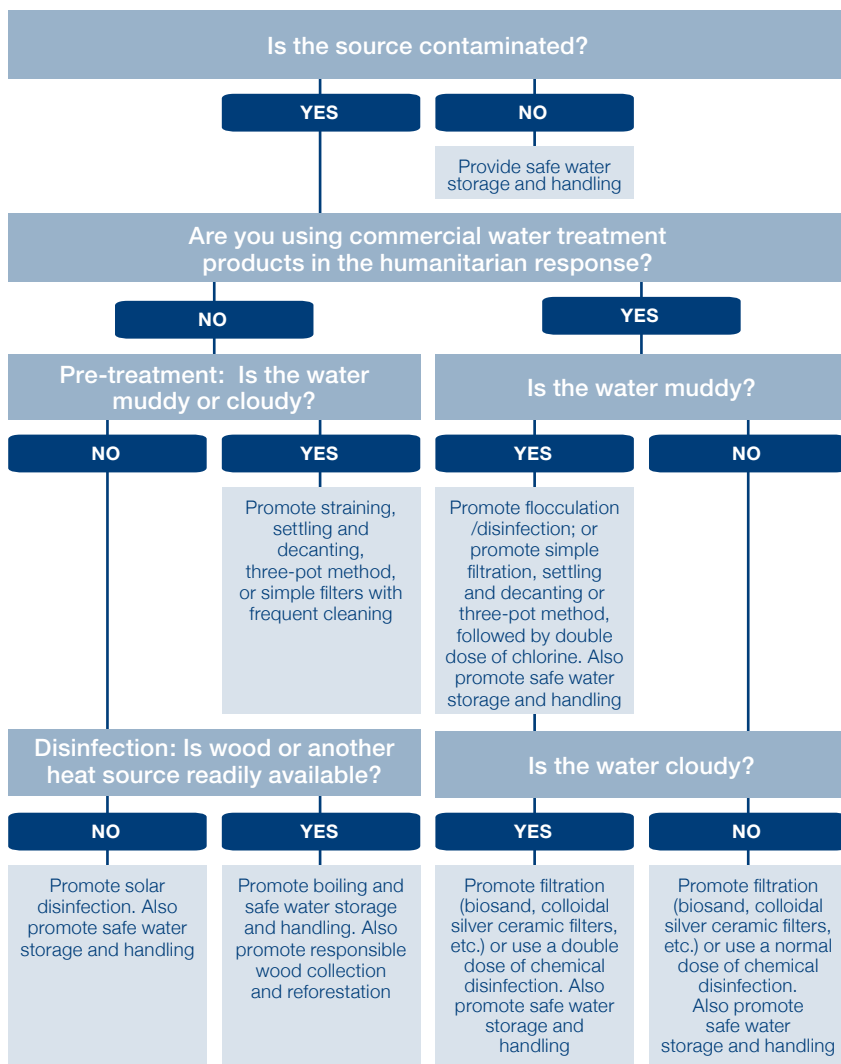 Is the source contaminated?
YES
NO
Provide safe water
storage and handling
Are you using commercial water treatment
products in the humanitarian response?
NO
YES
Pre-treatment: Is the water
muddy or cloudy?
Is the water muddy?
NO
YES
YES
NO
Promote straining,
settling and
decanting,
three-pot method,
or simple filters with
frequent cleaning
Promote flocculation
/disinfection; or
promote simple
filtration, settling
and decanting or
three-pot method,
followed by double
dose of chlorine. Also
promote safe water
storage and handling
Disinfection: Is wood or another
heat source readily available?
Is the water cloudy?
NO
YES
YES
NO
Promote solar
disinfection. Also
promote safe water
storage and handling
Promote boiling and
safe water storage
and handling. Also
promote responsible
wood collection
and reforestation
Promote filtration
(biosand, colloidal
silver ceramic filters,
etc.) or use a double
dose of chemical
disinfection. Also
promote safe water
storage and
handling
Promote filtration
(biosand, colloidal
silver ceramic filters,
etc.) or use a normal
dose of chemical
disinfection.
Also promote
safe water
storage and handling